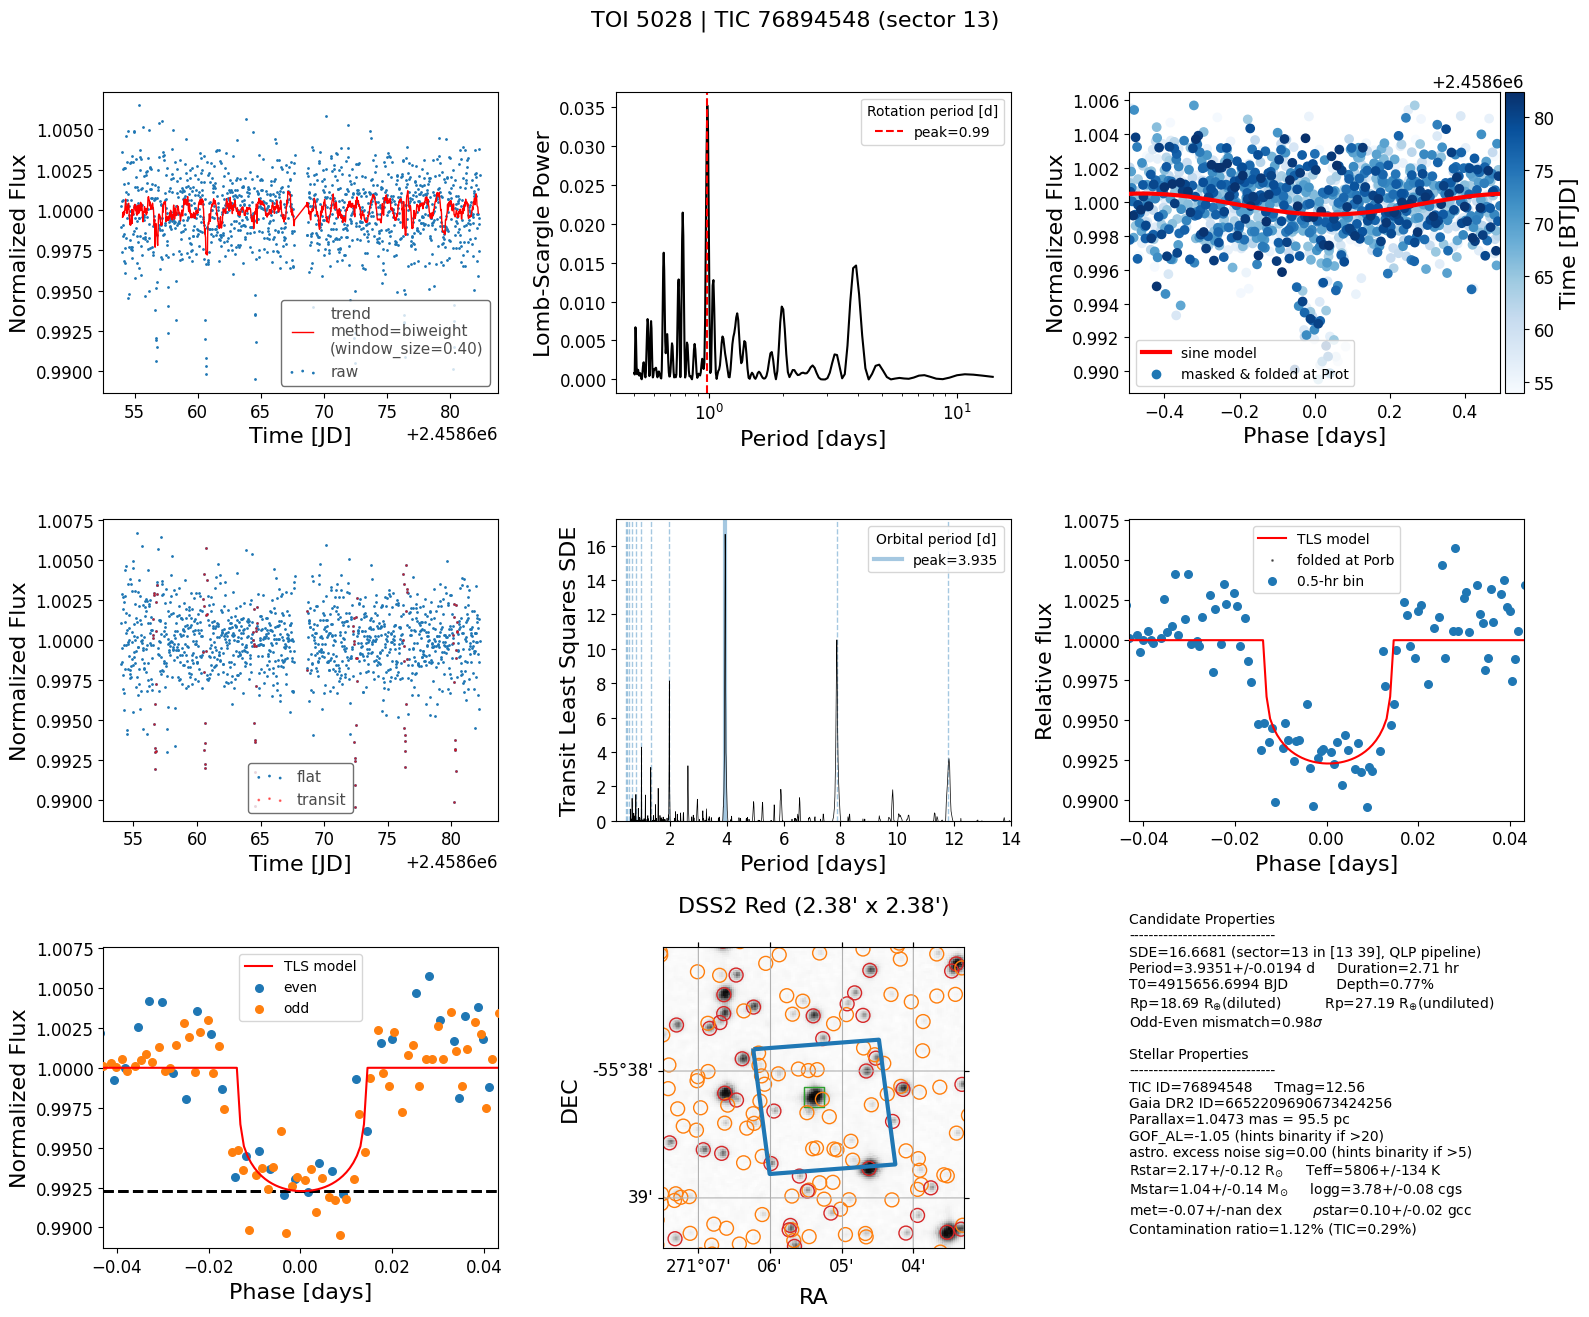 TOI 5028 | TIC 76894548 (sector 13)
Normalized Flux
1.0050
1.0025
1.0000
0.9975
0.9950
0.9925
0.9900
trend
method=biweight
(window_size=0.40)
raw
55 60 65 70 75 80
Time [JD]
+2.4586e6
Lomb-Scargle Power
0.035
0.030
0.025
0.020
0.015
0.010
0.005
0.000
Rotation period [d]
peak=0.99
10^0 10^1
Period [days]
Normalized Flux
1.006
1.004
1.002
1.000
0.998
0.996
0.994
0.992
0.990
sine model
masked & folded at Prot
−0.4 −0.2 0.0 0.2 0.4
Phase [days]
+2.4586e6
80
75
70
65
60
55
Time [BTJD]
Normalized Flux
1.0075
1.0050
1.0025
1.0000
0.9975
0.9950
0.9925
0.9900
flat
transit
55 60 65 70 75 80
Time [JD]
+2.4586e6
Transit Least Squares SDE
16
14
12
10
8
6
4
2
0
Orbital period [d]
peak=3.935
2 4 6 8 10 12 14
Period [days]
Relative flux
1.0075
1.0050
1.0025
1.0000
0.9975
0.9950
0.9925
0.9900
TLS model
folded at Porb
0.5-hr bin
−0.04 −0.02 0.00 0.02 0.04
Phase [days]
Normalized Flux
1.0075
1.0050
1.0025
1.0000
0.9975
0.9950
0.9925
0.9900
TLS model
even
odd
−0.04 −0.02 0.00 0.02 0.04
Phase [days]
DSS2 Red (2.38' x 2.38')
DEC
-55°38'
39'
271°07' 06' 05' 04'
RA
Candidate Properties
------------------------------
SDE=16.6681 (sector=13 in [13 39], QLP pipeline)
Period=3.9351+/-0.0194 d Duration=2.71 hr
T0=4915656.6994 BJD Depth=0.77%
Rp=18.69 R⊕(diluted) Rp=27.19 R⊕(undiluted)
Odd-Even mismatch=0.98σ
Stellar Properties
------------------------------
TIC ID=76894548 Tmag=12.56
Gaia DR2 ID=6652209690673424256
Parallax=1.0473 mas = 95.5 pc
GOF_AL=-1.05 (hints binarity if >20)
astro. excess noise sig=0.00 (hints binarity if >5)
Rstar=2.17+/-0.12 R⊙ Teff=5806+/-134 K
Mstar=1.04+/-0.14 M⊙ logg=3.78+/-0.08 cgs
met=-0.07+/-nan dex ρstar=0.10+/-0.02 gcc
Contamination ratio=1.12% (TIC=0.29%)